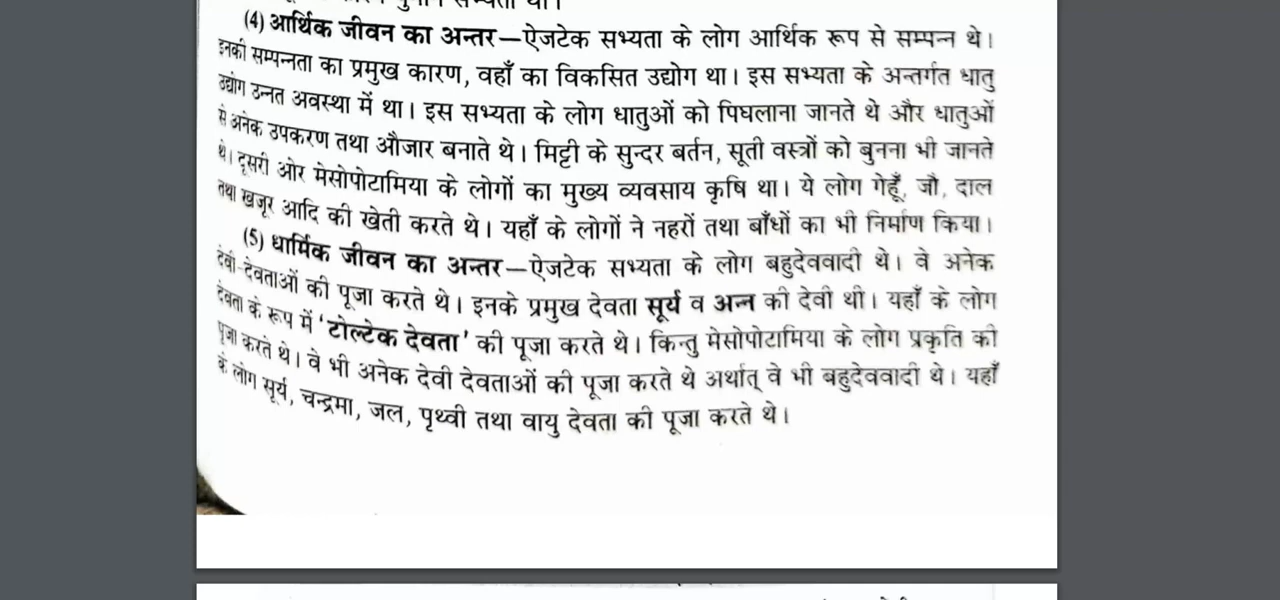 (4) आर्थिक जीवन का अन्तर—ऐजटेक सभ्यता के लोग आर्थिक रूप से सम्पन्न थे।
इनकी सम्पन्नता का प्रमुख कारण, वहाँ का विकसित उद्योग था। इस सभ्यता के अन्तर्गत धातु
उद्योग उन्नत अवस्था में था। इस सभ्यता के लोग धातुओं को पिघलाना जानते थे और धातुओं
से अनेक उपकरण तथा औजार बनाते थे। मिट्टी के सुन्दर बर्तन, सूती वस्त्रों को बुनना भी जानते
थे। दूसरी ओर मेसोपोटामिया के लोगों का मुख्य व्यवसाय कृषि था। ये लोग गेहूँ, जौ, दाल
तथा खजूर आदि की खेती करते थे। यहाँ के लोगों ने नहरों तथा बाँधों का भी निर्माण किया।
(5) धार्मिक जीवन का अन्तर—ऐजटेक सभ्यता के लोग बहुदेववादी थे। वे अनेक
देवी-देवताओं की पूजा करते थे। इनके प्रमुख देवता सूर्य व अन्न की देवी थी। यहाँ के लोग
देवता के रूप में 'टोल्टेक देवता' की पूजा करते थे। किन्तु मेसोपोटामिया के लोग प्रकृति की
पूजा करते थे। वे भी अनेक देवी देवताओं की पूजा करते थे अर्थात् वे भी बहुदेववादी थे। यहाँ
के लोग सूर्य, चन्द्रमा, जल, पृथ्वी तथा वायु देवता की पूजा करते थे।